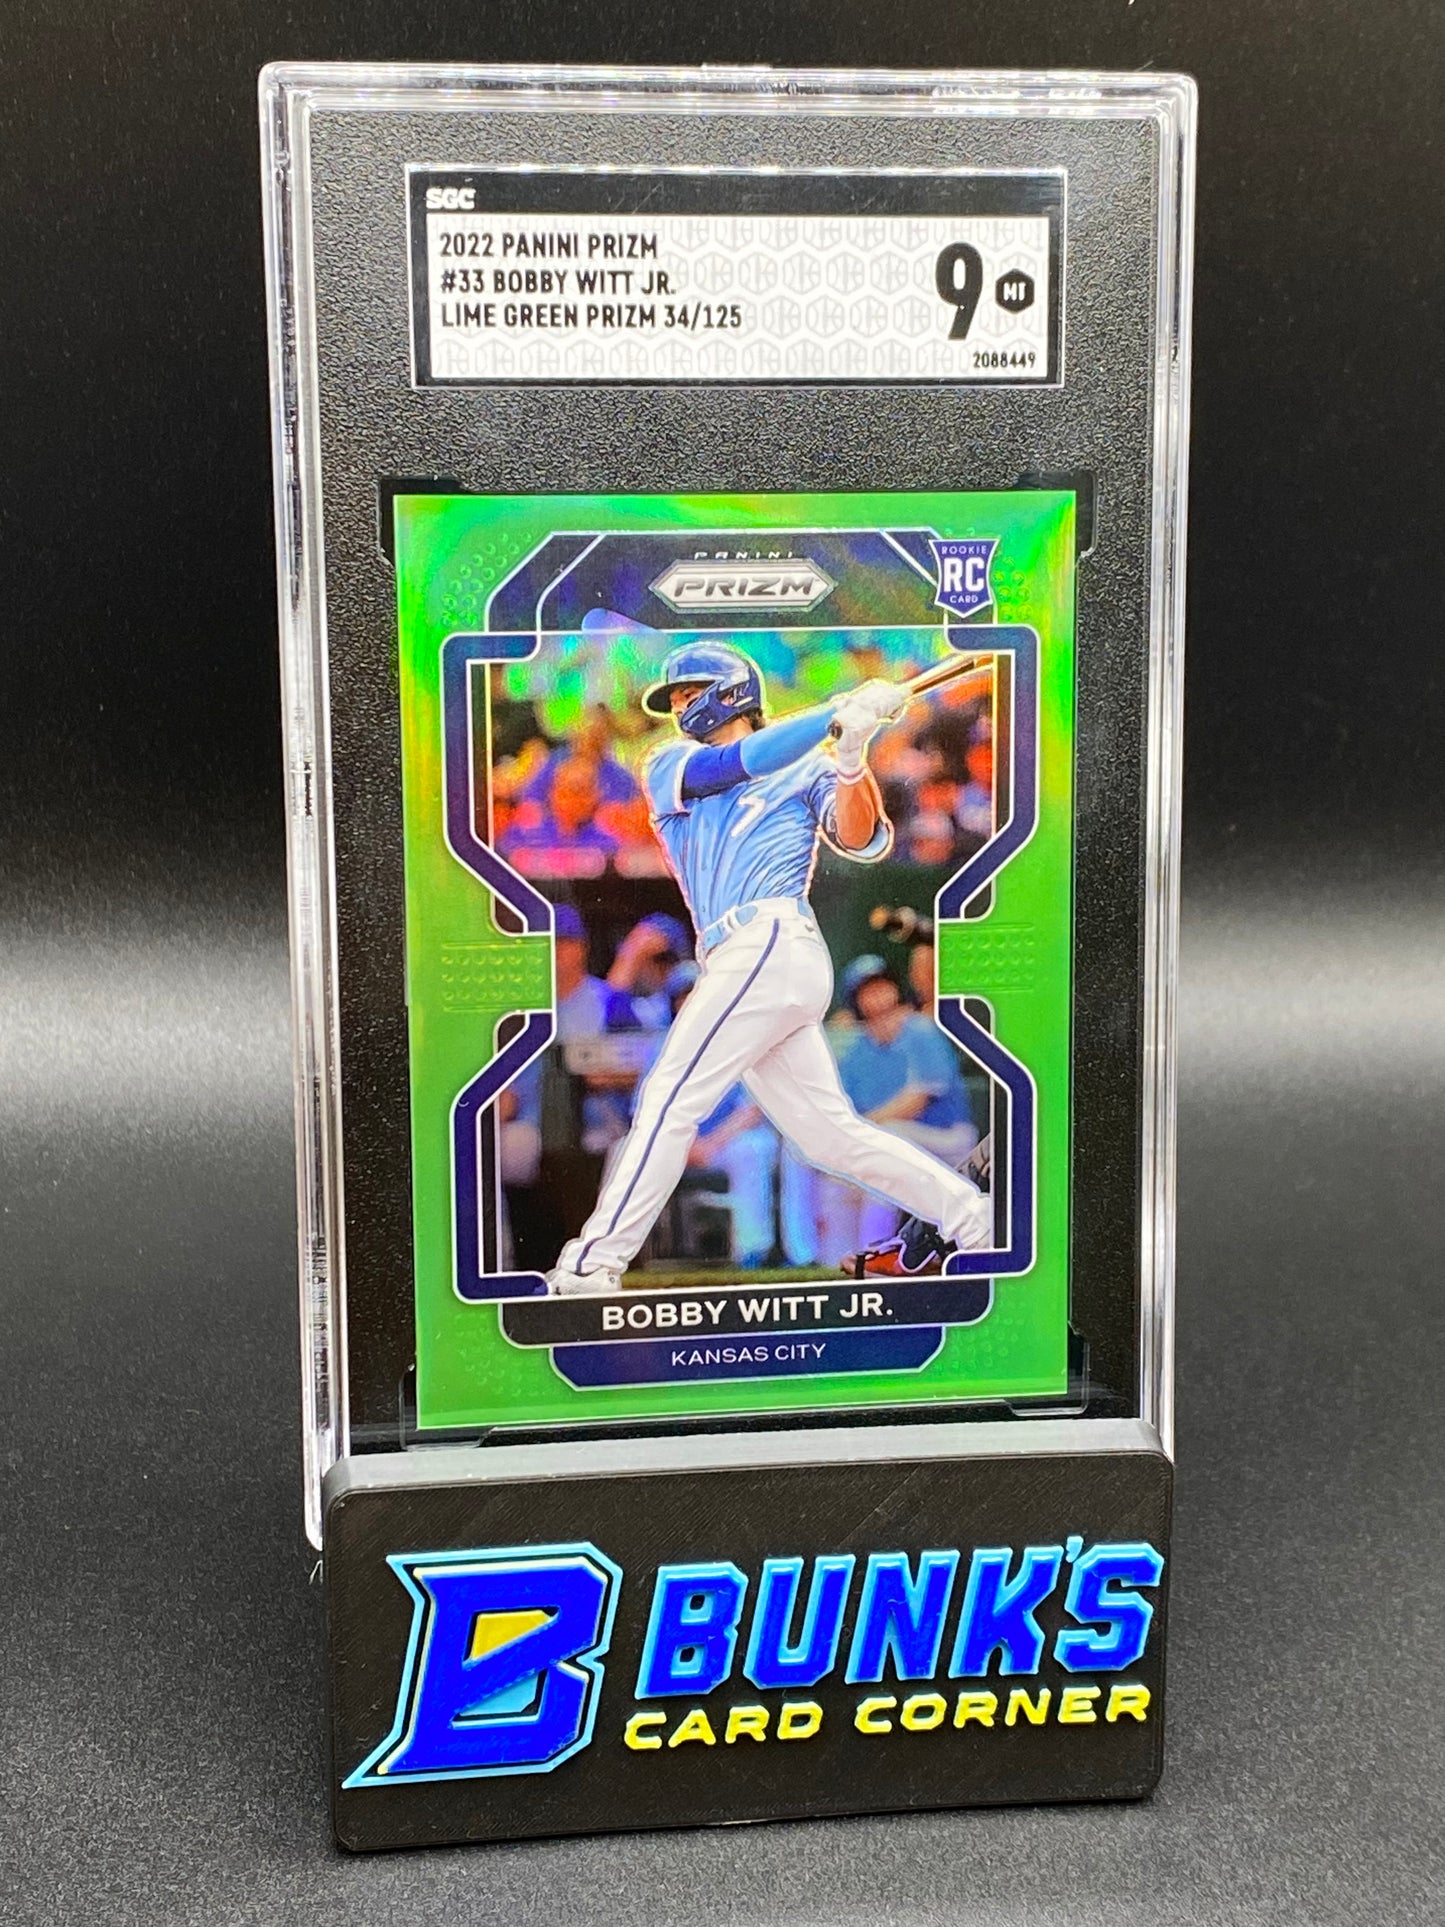 SGC
2022 PANINI PRIZM
#33 BOBBY WITT JR.
LIME GREEN PRIZM 34/125
9 MT
2088449
PANINI
PRIZM
ROOKIE
RC
CARD
7
BOBBY WITT JR.
KANSAS CITY
B
BUNK'S
CARD CORNER